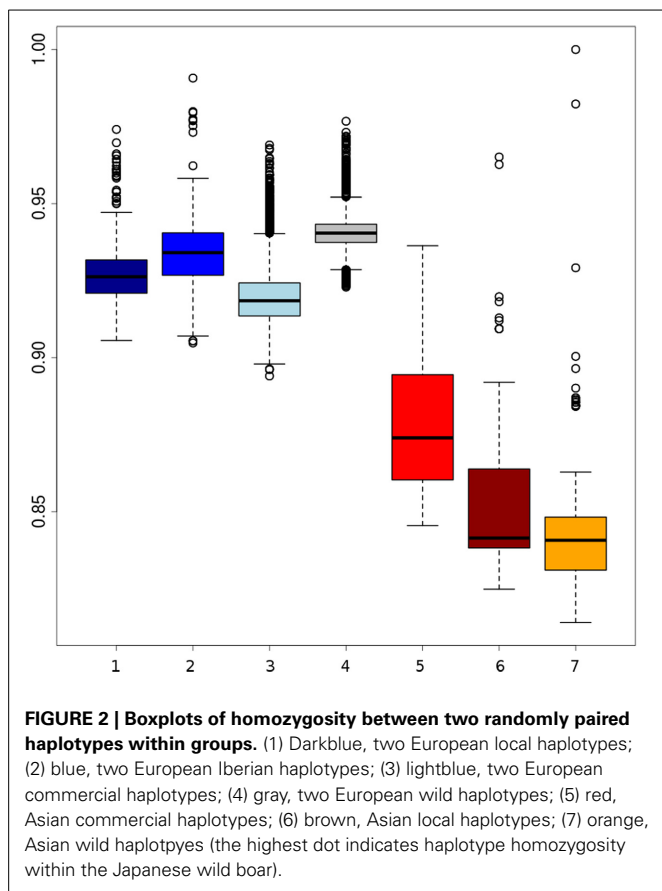 1.00
0.95
0.90
0.85
1 2 3 4 5 6 7
FIGURE 2 | Boxplots of homozygosity between two randomly paired
haplotypes within groups. (1) Darkblue, two European local haplotypes;
(2) blue, two European Iberian haplotypes; (3) lightblue, two European
commercial haplotypes; (4) gray, two European wild haplotypes; (5) red,
Asian commercial haplotypes; (6) brown, Asian local haplotypes; (7) orange,
Asian wild haplotpyes (the highest dot indicates haplotype homozygosity
within the Japanese wild boar).